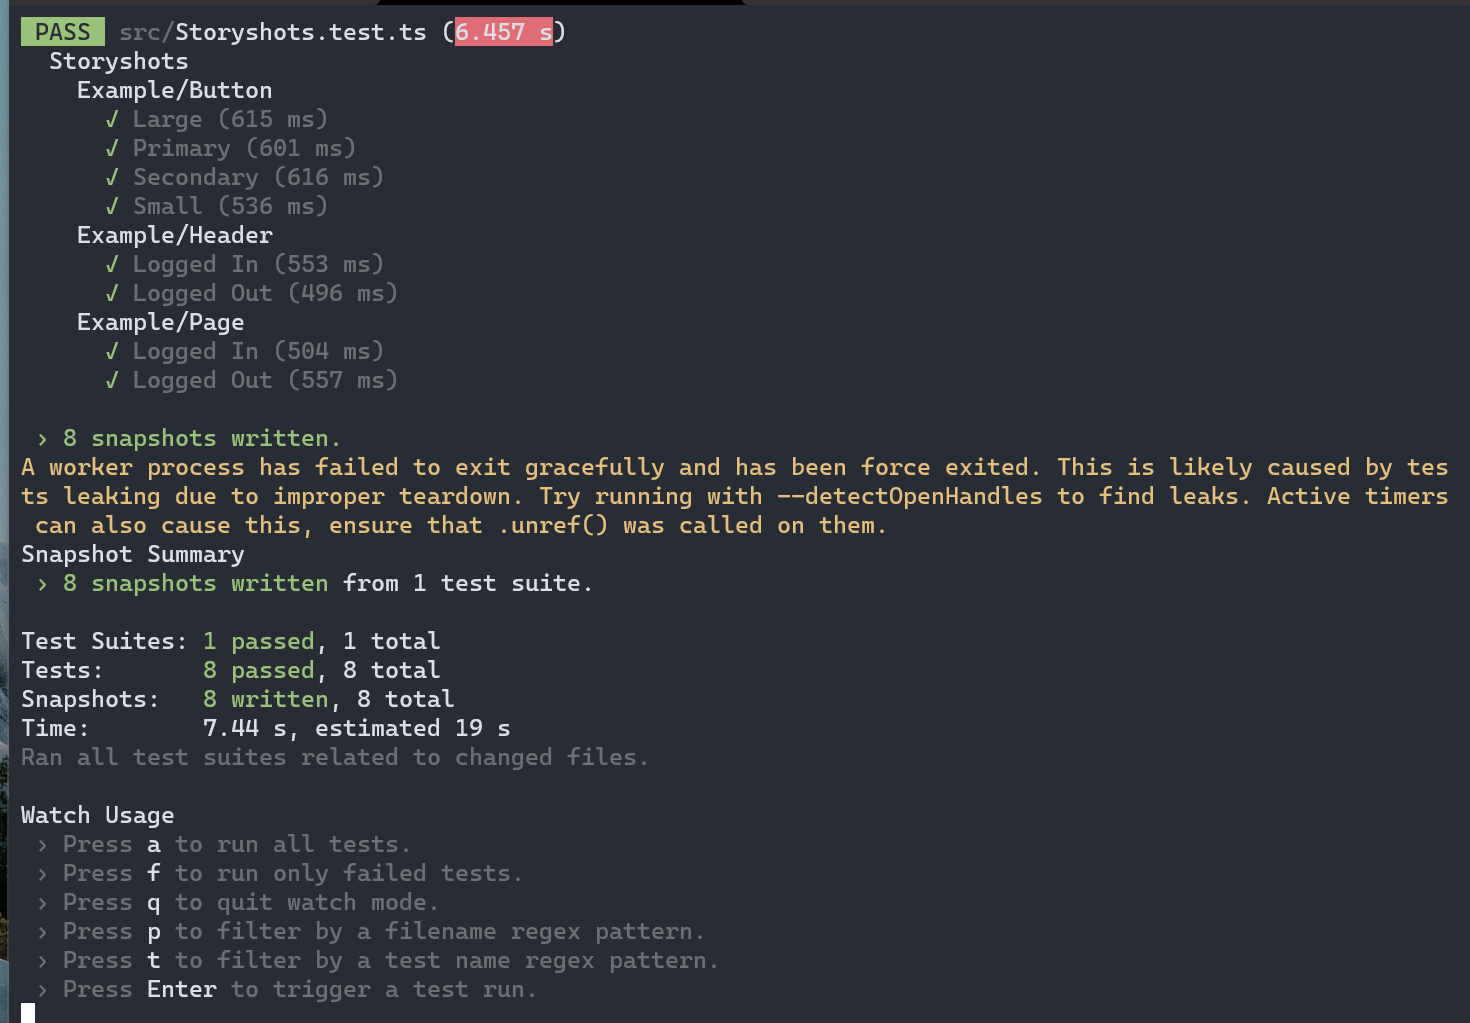 PASS src/Storyshots.test.ts (6.457 s)
Storyshots
Example/Button
√ Large (615 ms)
√ Primary (601 ms)
√ Secondary (616 ms)
√ Small (536 ms)
Example/Header
√ Logged In (553 ms)
√ Logged Out (496 ms)
Example/Page
√ Logged In (504 ms)
√ Logged Out (557 ms)
› 8 snapshots written.
A worker process has failed to exit gracefully and has been force exited. This is likely caused by tes
ts leaking due to improper teardown. Try running with --detectOpenHandles to find leaks. Active timers
can also cause this, ensure that .unref() was called on them.
Snapshot Summary
› 8 snapshots written from 1 test suite.
Test Suites: 1 passed, 1 total
Tests: 8 passed, 8 total
Snapshots: 8 written, 8 total
Time: 7.44 s, estimated 19 s
Ran all test suites related to changed files.
Watch Usage
› Press a to run all tests.
› Press f to run only failed tests.
› Press q to quit watch mode.
› Press p to filter by a filename regex pattern.
› Press t to filter by a test name regex pattern.
› Press Enter to trigger a test run.